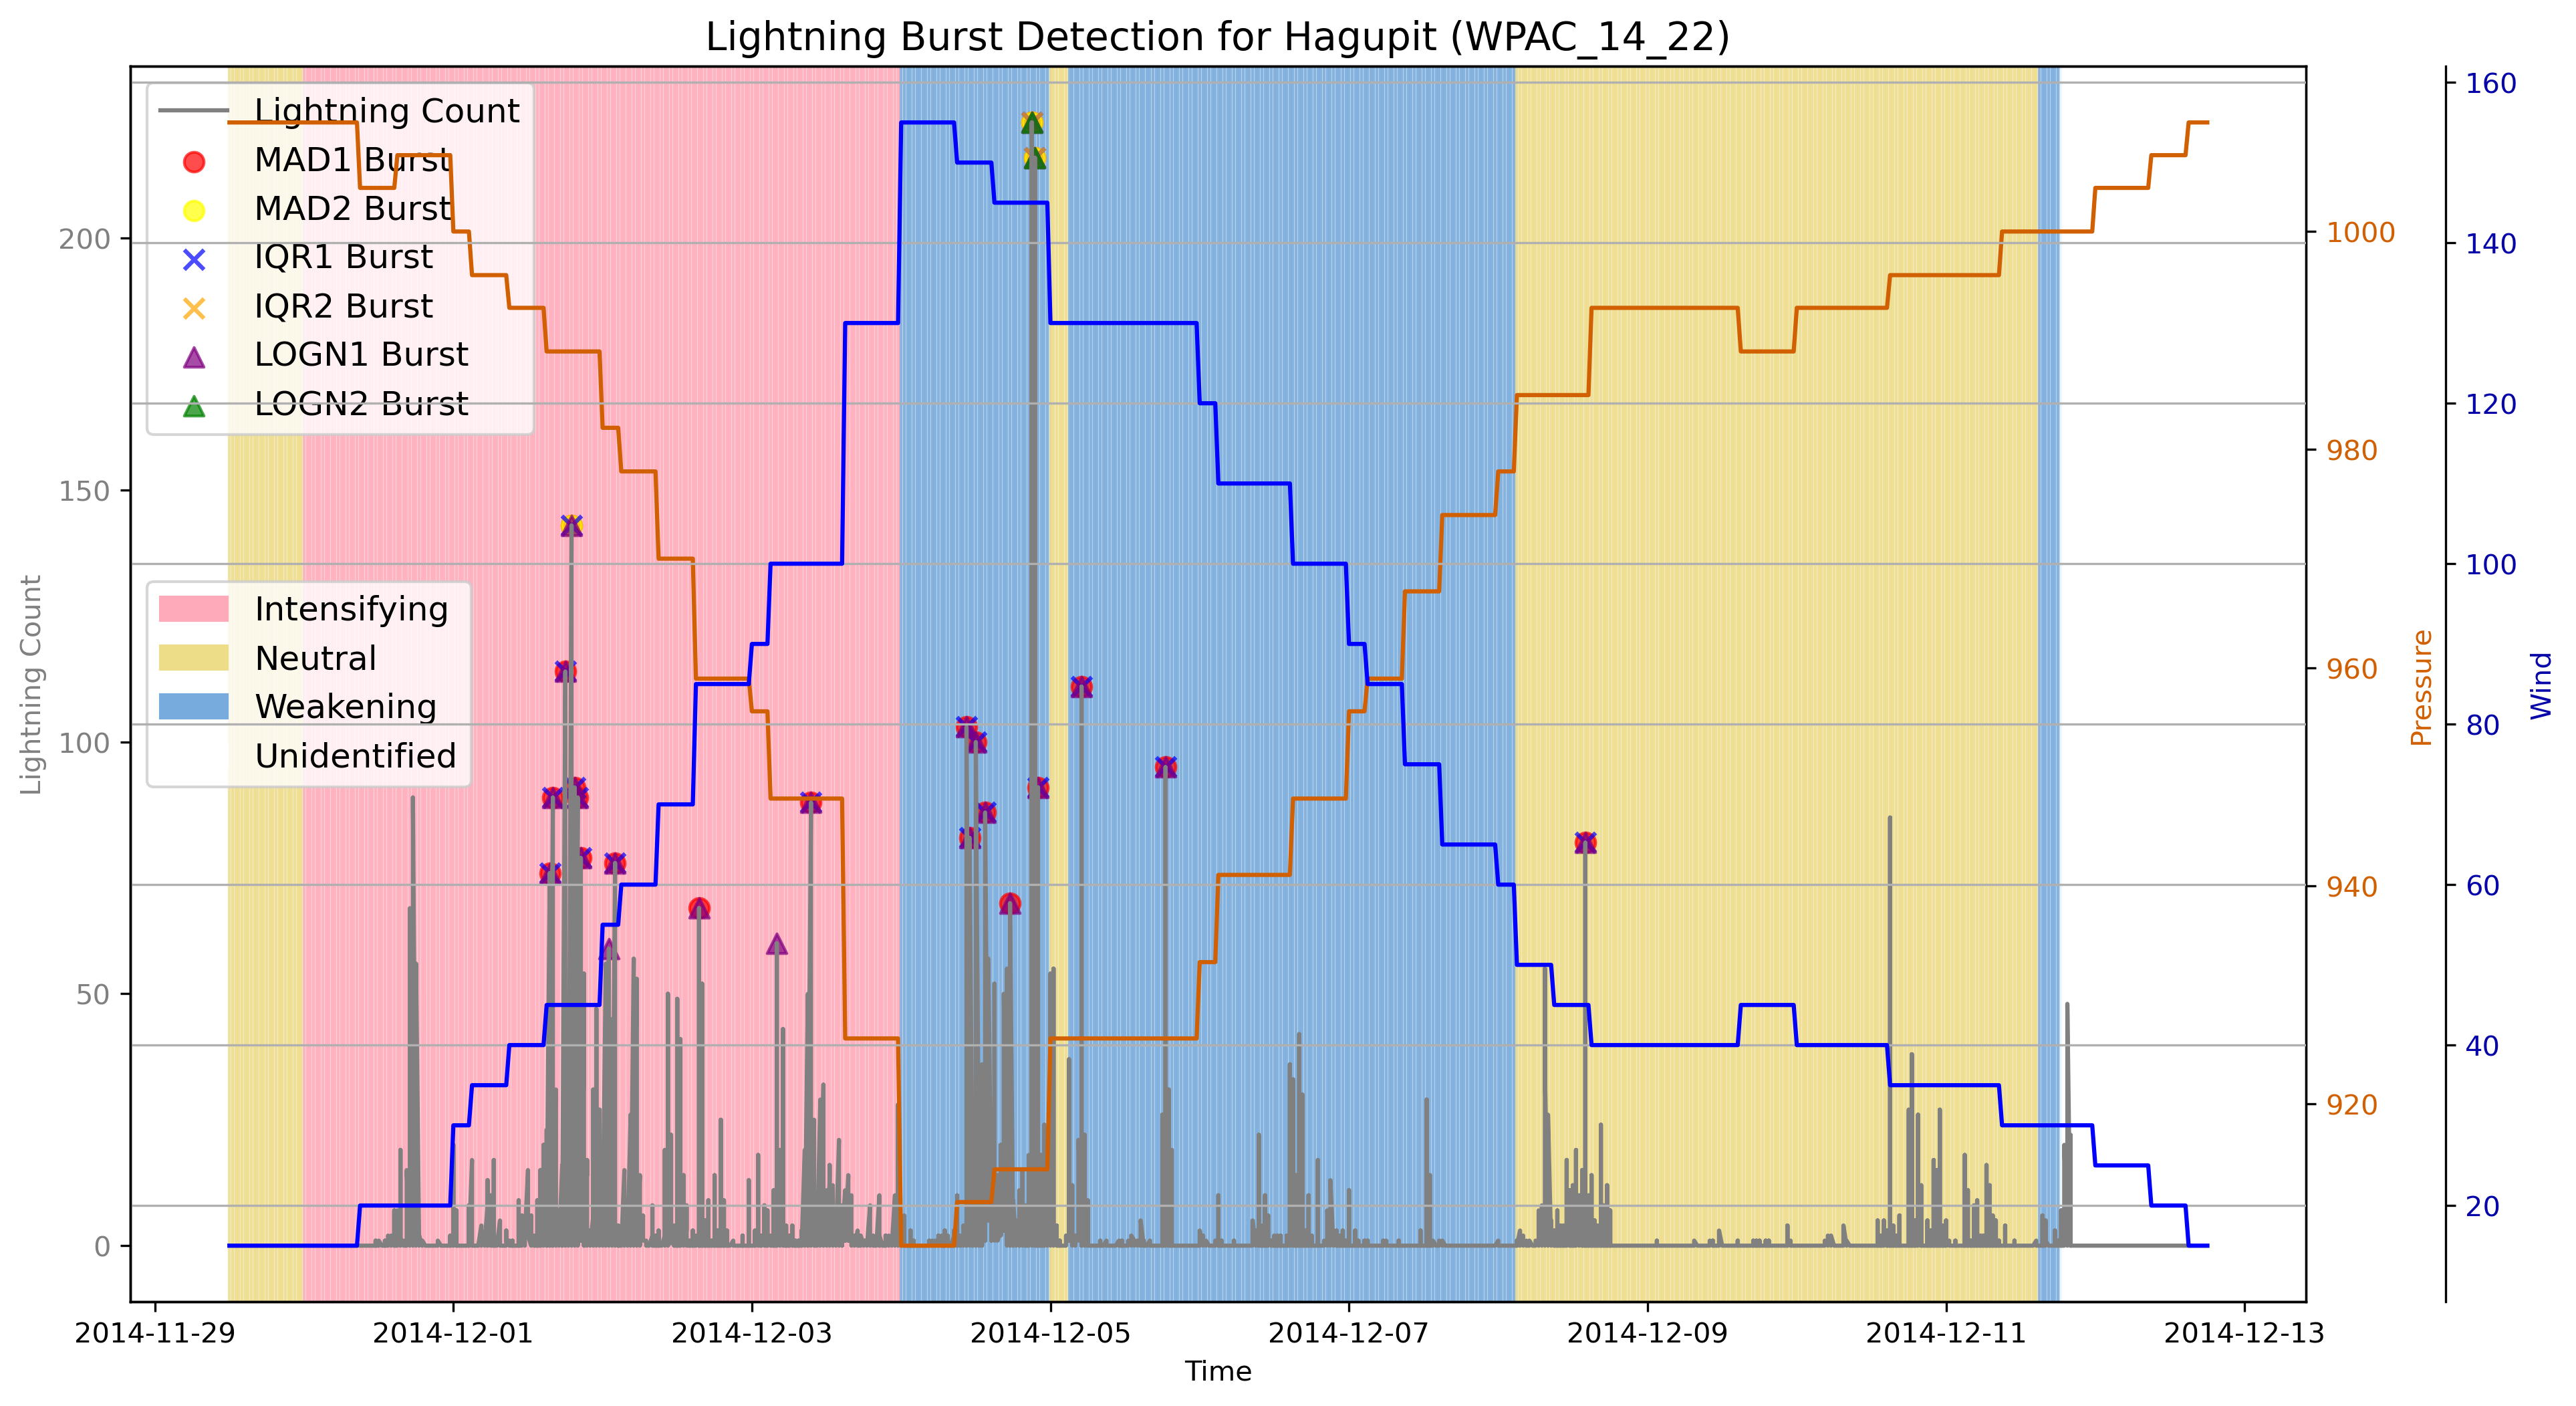 Lightning Burst Detection for Hagupit (WPAC_14_22)
Lightning Count
MAD1 Burst
MAD2 Burst
IQR1 Burst
IQR2 Burst
LOGN1 Burst
LOGN2 Burst
Intensifying
Neutral
Weakening
Unidentified
Lightning Count
200
150
100
50
0
1000
980
960
940
920
Pressure
160
140
120
100
80
60
40
20
Wind
2014-11-29 2014-12-01 2014-12-03 2014-12-05 2014-12-07 2014-12-09 2014-12-11 2014-12-13
Time